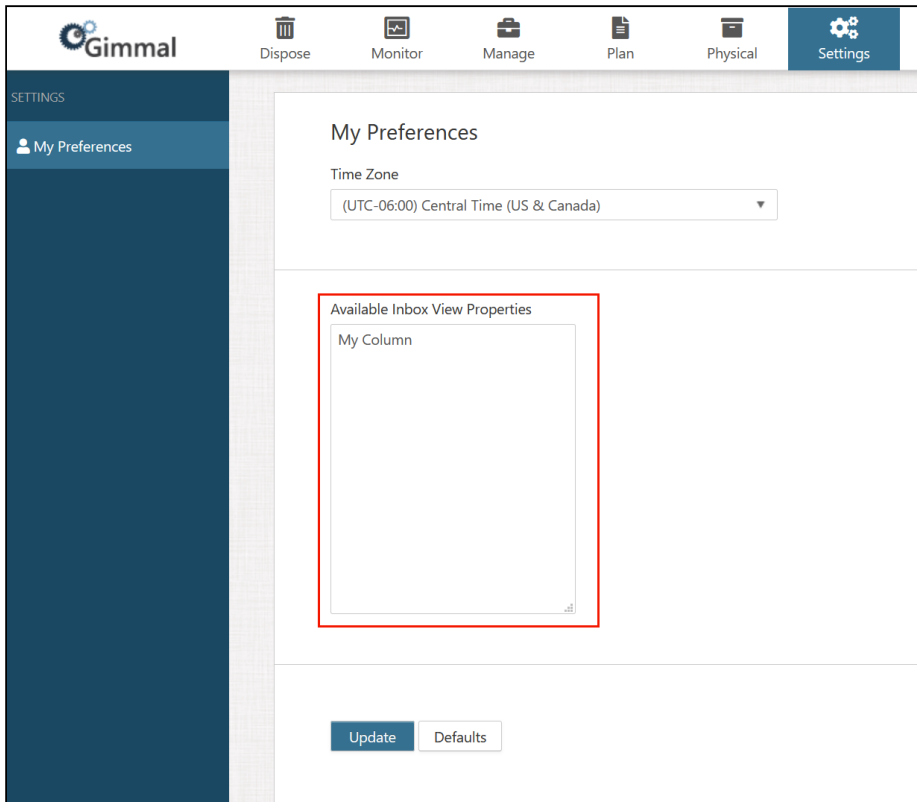 Gimmal
Dispose
Monitor
Manage
Plan
Physical
Settings
SETTINGS
My Preferences
My Preferences
Time Zone
(UTC-06:00) Central Time (US & Canada)
Available Inbox View Properties
My Column
Update
Defaults